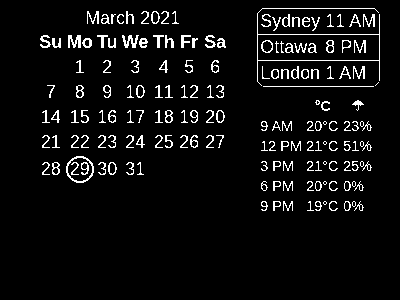 March 2021
Su Mo Tu We Th Fr Sa
1 2 3 4 5 6
7 8 9 10 11 12 13
14 15 16 17 18 19 20
21 22 23 24 25 26 27
28 29 30 31
Sydney 11 AM
Ottawa 8 PM
London 1 AM
°C
9 AM 20°C 23%
12 PM 21°C 51%
3 PM 21°C 25%
6 PM 20°C 0%
9 PM 19°C 0%